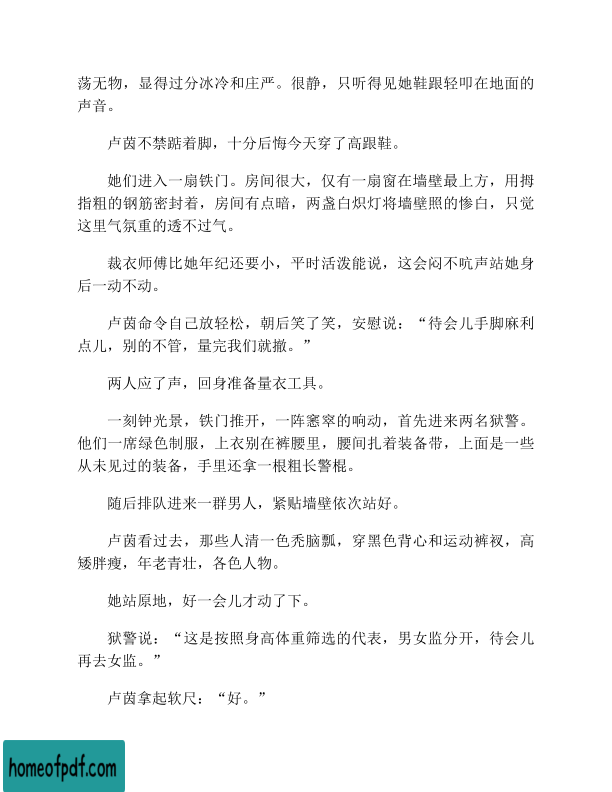 荡无物，显得过分冰冷和庄严。很静，只听得见她鞋跟轻叩在地面的
声音。
卢茵不禁踮着脚，十分后悔今天穿了高跟鞋。
她们进入一扇铁门。房间很大，仅有一扇窗在墙壁最上方，用拇
指粗的钢筋密封着，房间有点暗，两盏白炽灯将墙壁照的惨白，只觉
这里气氛重的透不过气。
裁衣师傅比她年纪还要小，平时活泼能说，这会闷不吭声站她身
后一动不动。
卢茵命令自己放轻松，朝后笑了笑，安慰说：“待会儿手脚麻利
点儿，别的不管，量完我们就撤。”
两人应了声，回身准备量衣工具。
一刻钟光景，铁门推开，一阵窸窣的响动，首先进来两名狱警。
他们一席绿色制服，上衣别在裤腰里，腰间扎着装备带，上面是一些
从未见过的装备，手里还拿一根粗长警棍。
随后排队进来一群男人，紧贴墙壁依次站好。
卢茵看过去，那些人清一色秃脑瓢，穿黑色背心和运动裤衩，高
矮胖瘦，年老青壮，各色人物。
她站原地，好一会儿才动了下。
狱警说：“这是按照身高体重筛选的代表，男女监分开，待会儿
再去女监。”
卢茵拿起软尺：“好。”
homeofpdf.com